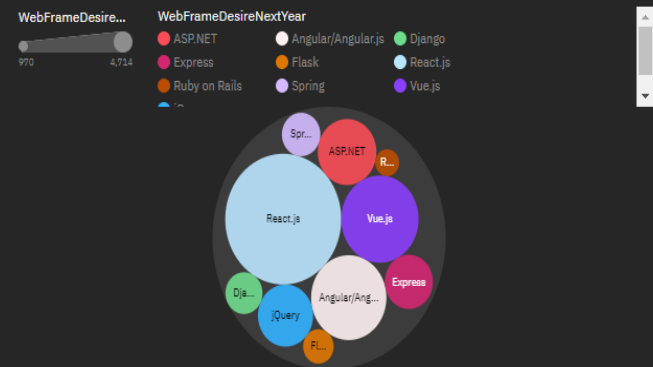 WebFrameDesire...
970 4,714
WebFrameDesireNextYear
ASP.NET Angular/Angular.js Django
Express Flask React.js
Ruby on Rails Spring Vue.js
Spr...
ASP.NET
R...
React.js
Vue.js
Express
Dja...
Angular/Ang...
jQuery
Fl...